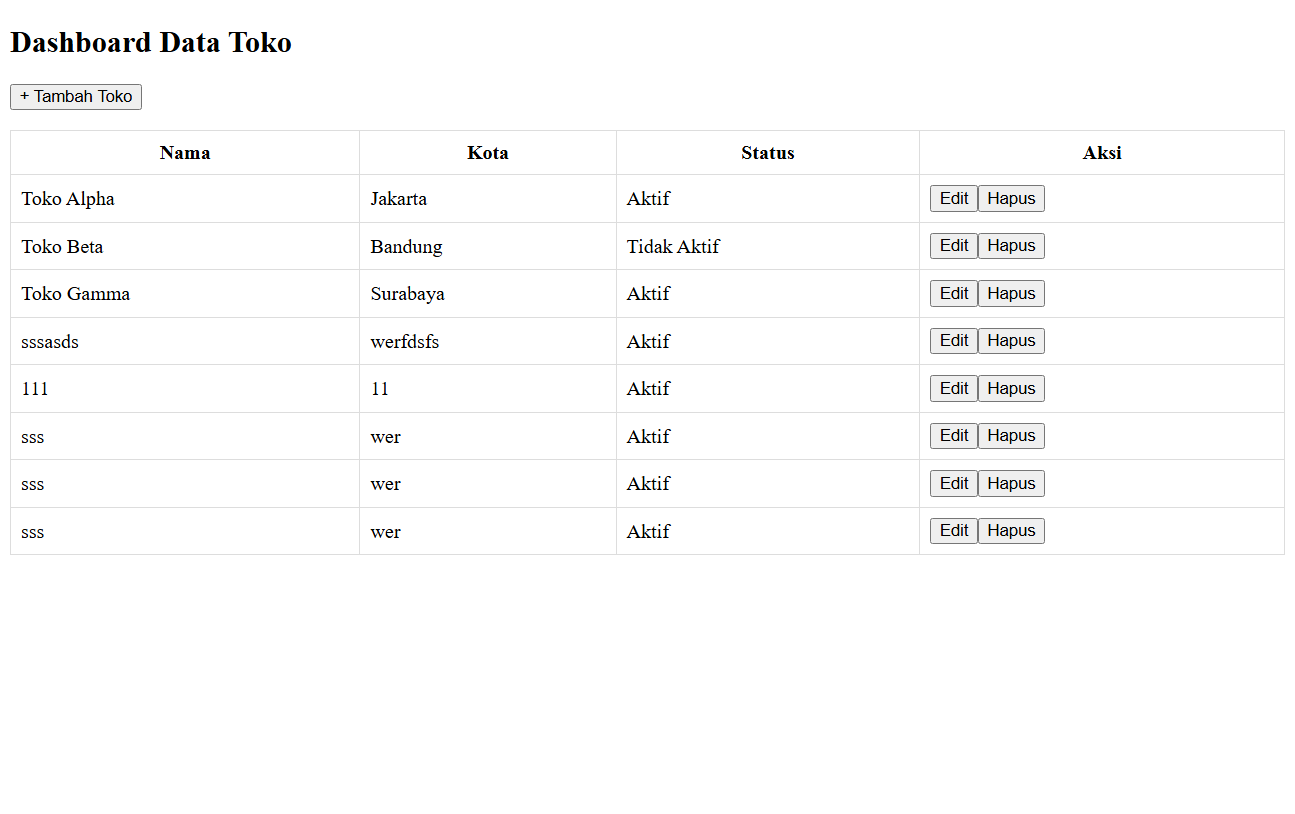 Dashboard Data Toko
+ Tambah Toko
Nama Kota Status Aksi
Toko Alpha Jakarta Aktif Edit Hapus
Toko Beta Bandung Tidak Aktif Edit Hapus
Toko Gamma Surabaya Aktif Edit Hapus
sssasds werfdsfs Aktif Edit Hapus
111 11 Aktif Edit Hapus
sss wer Aktif Edit Hapus
sss wer Aktif Edit Hapus
sss wer Aktif Edit Hapus